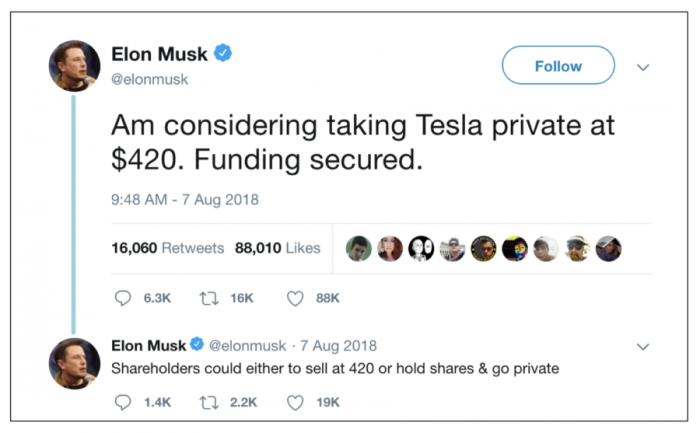 Elon Musk
@elonmusk
Follow
Am considering taking Tesla private at
$420. Funding secured.
9:48 AM - 7 Aug 2018
16,060 Retweets 88,010 Likes
6.3K 16K 88K
Elon Musk @elonmusk · 7 Aug 2018
Shareholders could either to sell at 420 or hold shares & go private
1.4K 2.2K 19K